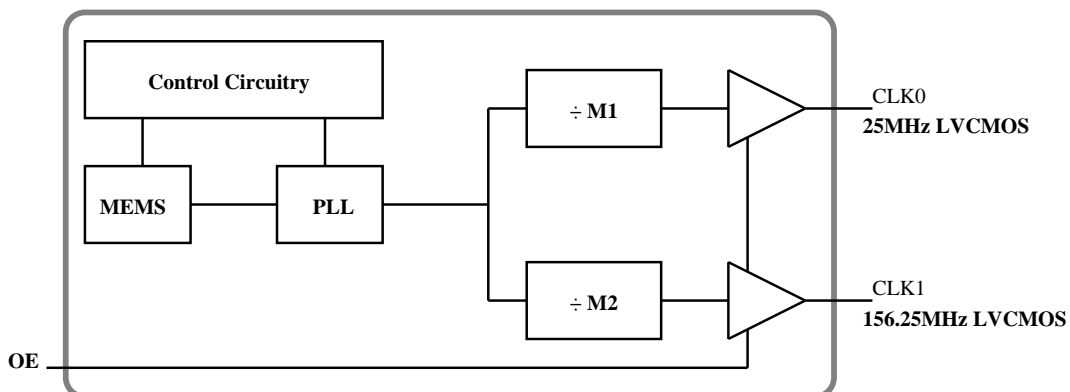 Control Circuitry
÷ M1
CLK0
25MHz LVCMOS
MEMS
PLL
÷ M2
CLK1
156.25MHz LVCMOS
OE